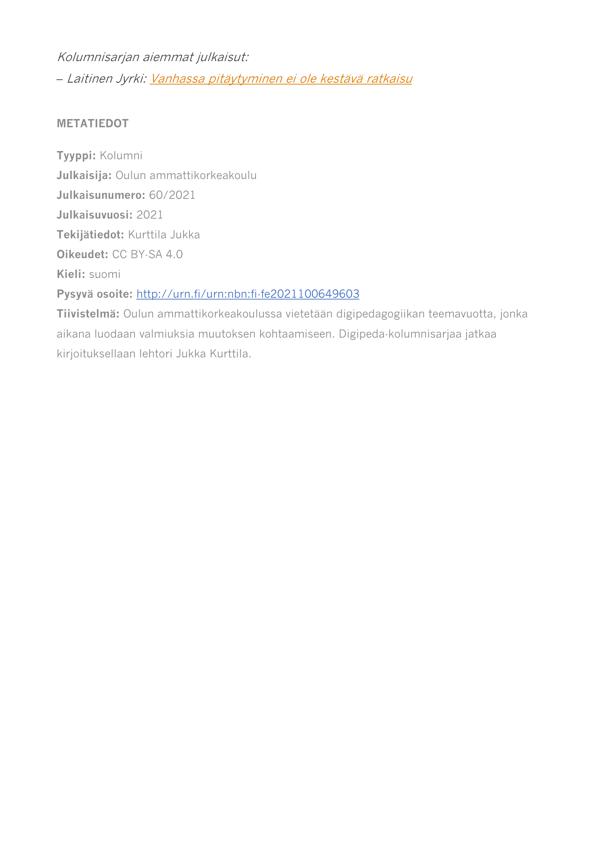 Kolumnisarjan aiemmat julkaisut:
– Laitinen Jyrki: Vanhassa pitäytyminen ei ole kestävä ratkaisu
METATIEDOT
Tyyppi: Kolumni
Julkaisija: Oulun ammattikorkeakoulu
Julkaisunumero: 60/2021
Julkaisuvuosi: 2021
Tekijätiedot: Kurttila Jukka
Oikeudet: CC BY-SA 4.0
Kieli: suomi
Pysyvä osoite: http://urn.fi/urn:nbn:fi-fe2021100649603
Tiivistelmä: Oulun ammattikorkeakoulussa vietetään digipedagogiikan teemavuotta, jonka
aikana luodaan valmiuksia muutoksen kohtaamiseen. Digipeda-kolumnisarjaa jatkaa
kirjoituksellaan lehtori Jukka Kurttila.